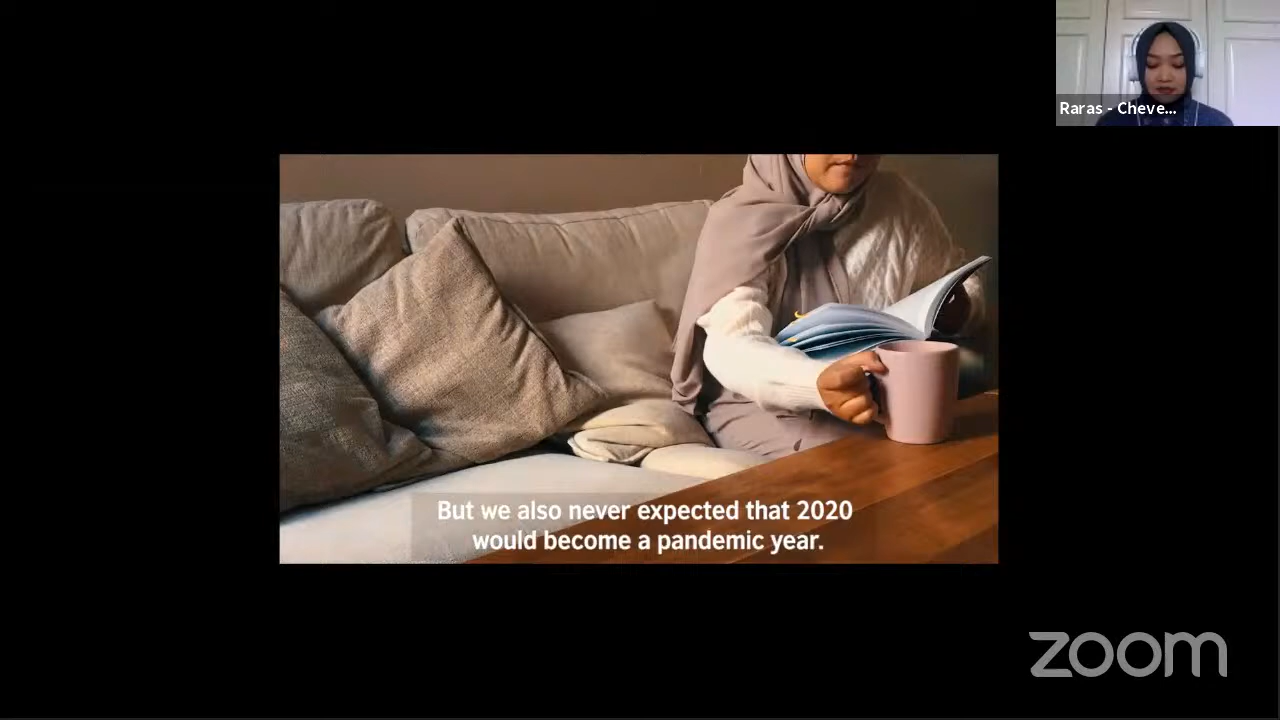 Raras - Cheve...
But we also never expected that 2020
would become a pandemic year.
zoom